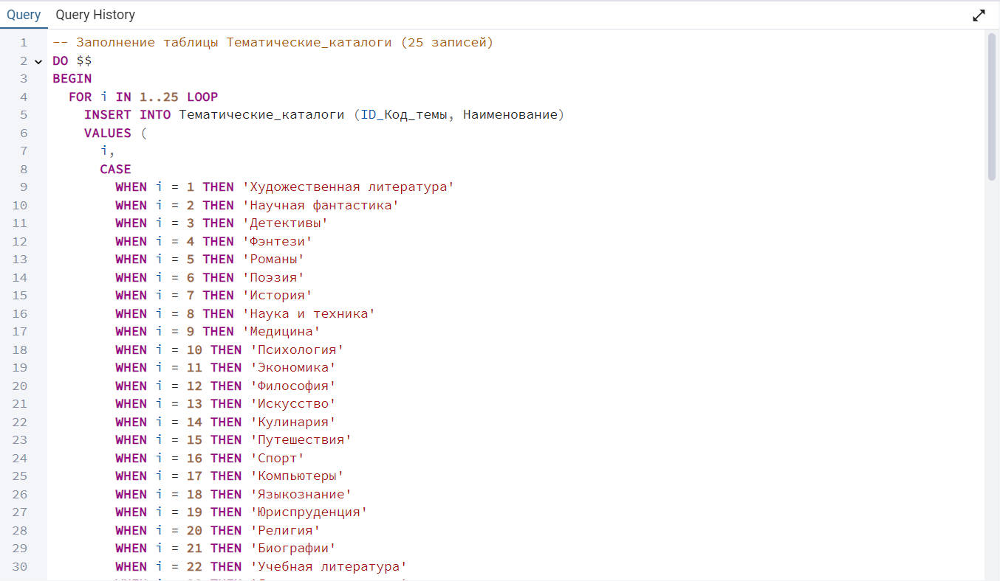 Query Query History
1 -- Заполнение таблицы Тематические_каталоги (25 записей)
2 DO $$
3 BEGIN
4 FOR i IN 1..25 LOOP
5 INSERT INTO Тематические_каталоги (ID_Код_темы, Наименование)
6 VALUES (
7 i,
8 CASE
9 WHEN i = 1 THEN 'Художественная литература'
10 WHEN i = 2 THEN 'Научная фантастика'
11 WHEN i = 3 THEN 'Детективы'
12 WHEN i = 4 THEN 'Фэнтези'
13 WHEN i = 5 THEN 'Романы'
14 WHEN i = 6 THEN 'Поэзия'
15 WHEN i = 7 THEN 'История'
16 WHEN i = 8 THEN 'Наука и техника'
17 WHEN i = 9 THEN 'Медицина'
18 WHEN i = 10 THEN 'Психология'
19 WHEN i = 11 THEN 'Экономика'
20 WHEN i = 12 THEN 'Философия'
21 WHEN i = 13 THEN 'Искусство'
22 WHEN i = 14 THEN 'Кулинария'
23 WHEN i = 15 THEN 'Путешествия'
24 WHEN i = 16 THEN 'Спорт'
25 WHEN i = 17 THEN 'Компьютеры'
26 WHEN i = 18 THEN 'Языкознание'
27 WHEN i = 19 THEN 'Юриспруденция'
28 WHEN i = 20 THEN 'Религия'
29 WHEN i = 21 THEN 'Биографии'
30 WHEN i = 22 THEN 'Учебная литература'